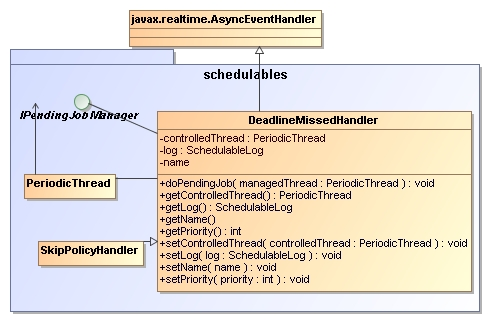 javax.realtime.AsyncEventHandler
schedulables
IPendingJobManager
DeadlineMissedHandler
-controlledThread : PeriodicThread
-log : SchedulableLog
-name
PeriodicThread
+doPendingJob( managedThread : PeriodicThread ) : void
+getControlledThread() : PeriodicThread
+getLog() : SchedulableLog
+getName()
+getPriority() : int
SkipPolicyHandler
+setControlledThread( controlledThread : PeriodicThread ) : void
+setLog( log : SchedulableLog ) : void
+setName( name ) : void
+setPriority( priority : int ) : void